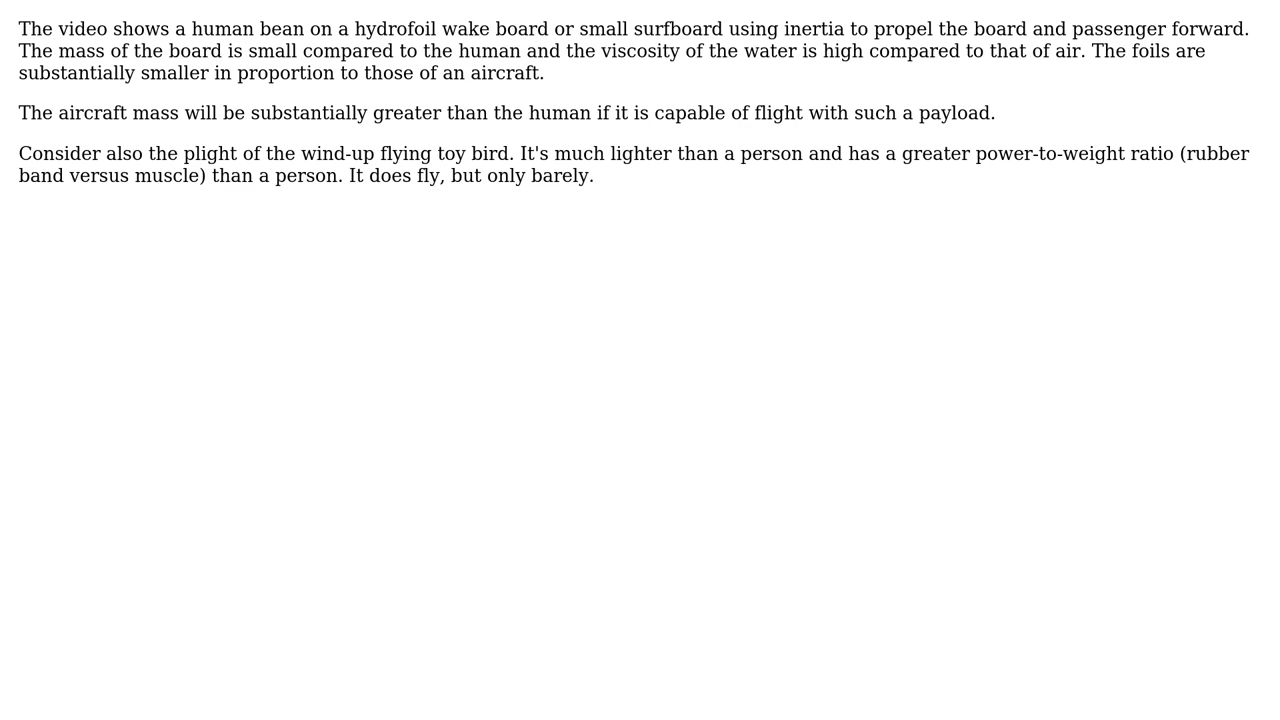 The video shows a human bean on a hydrofoil wake board or small surfboard using inertia to propel the board and passenger forward.
The mass of the board is small compared to the human and the viscosity of the water is high compared to that of air. The foils are
substantially smaller in proportion to those of an aircraft.
The aircraft mass will be substantially greater than the human if it is capable of flight with such a payload.
Consider also the plight of the wind-up flying toy bird. It's much lighter than a person and has a greater power-to-weight ratio (rubber
band versus muscle) than a person. It does fly, but only barely.